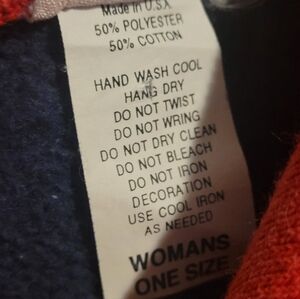 Made in U.S.A
50% POLYESTER
50% COTTON
HAND WASH COOL
HANG DRY
DO NOT TWIST
DO NOT WRING
DO NOT DRY CLEAN
DO NOT BLEACH
DO NOT IRON
DECORATION
USE COOL IRON
AS NEEDED
WOMANS
ONE SIZE